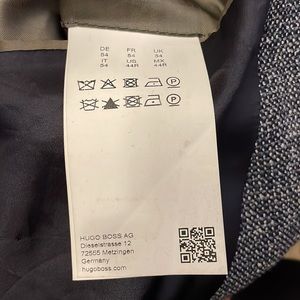 DE FR UK
54 54 34
IT US MX
54 44R 44R
HUGO BOSS AG
Dieselstrasse 12
72555 Metzingen
Germany
hugoboss.com